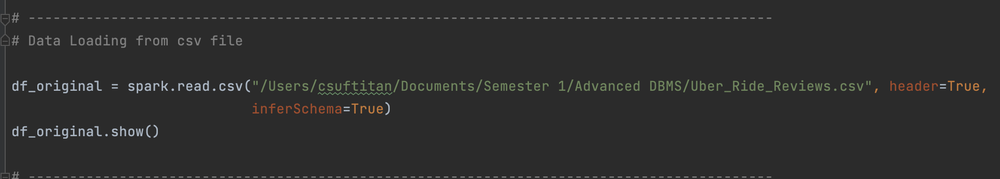 # ------------------------------------------------------------------------------------------
# Data Loading from csv file
df_original = spark.read.csv("/Users/csuftitan/Documents/Semester 1/Advanced DBMS/Uber_Ride_Reviews.csv", header=True,
                             inferSchema=True)
df_original.show()
# ------------------------------------------------------------------------------------------